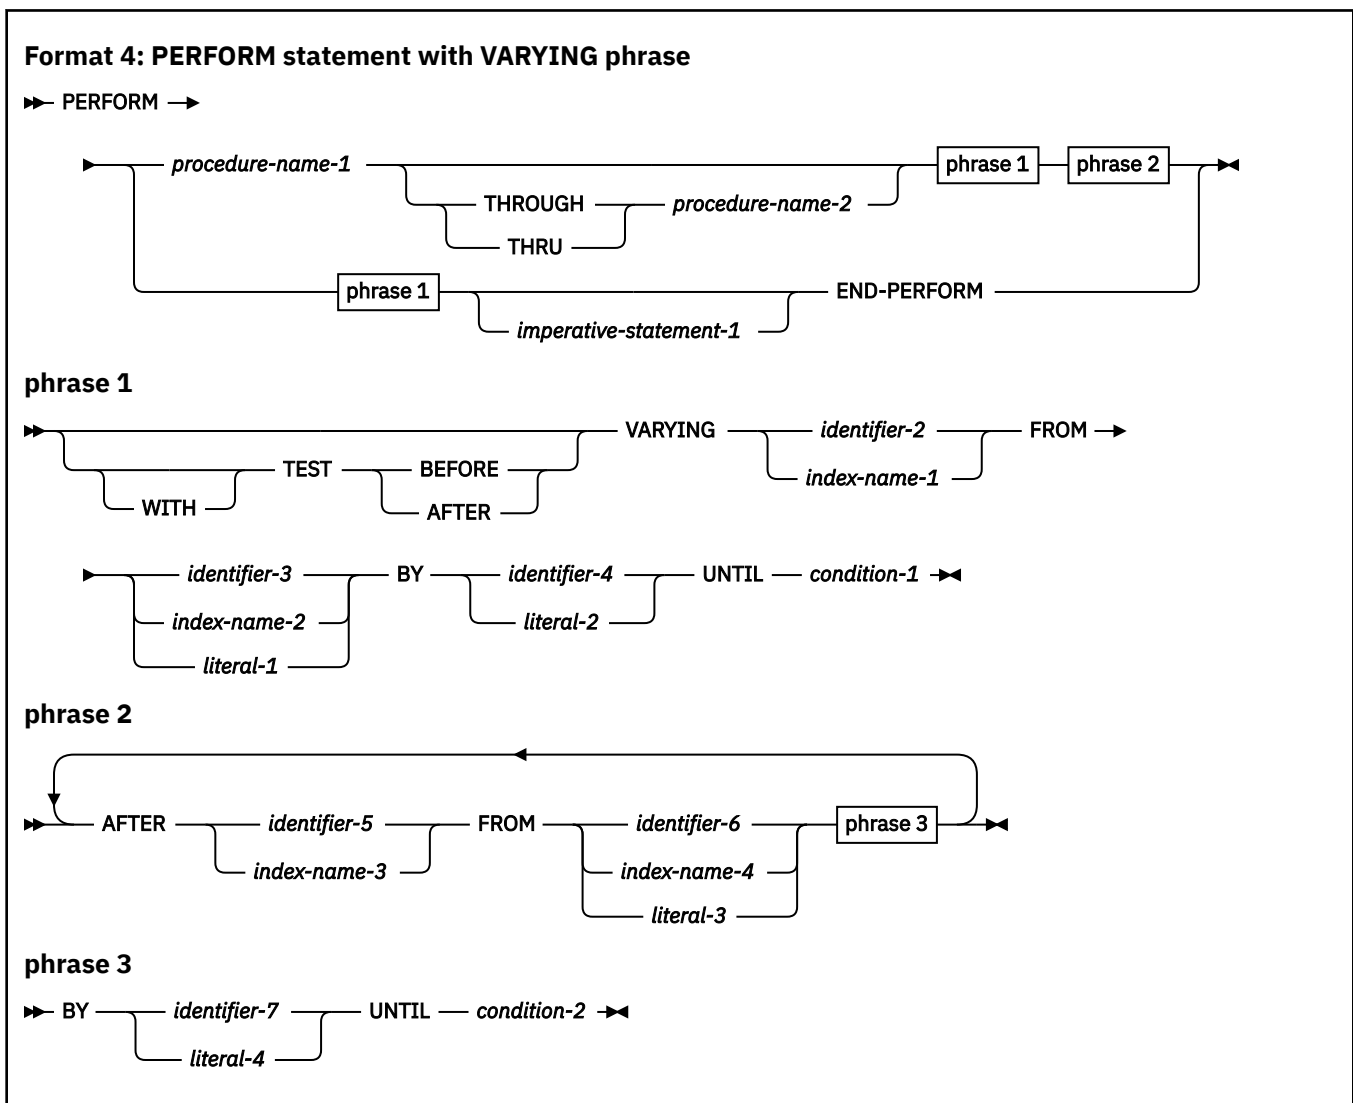 Format 4: PERFORM statement with VARYING phrase
PERFORM
procedure-name-1 phrase 1 phrase 2
THROUGH procedure-name-2
THRU
phrase 1 END-PERFORM
imperative-statement-1
phrase 1
VARYING identifier-2 FROM
TEST BEFORE index-name-1
WITH AFTER
identifier-3 BY identifier-4 UNTIL condition-1
index-name-2 literal-2
literal-1
phrase 2
AFTER identifier-5 FROM identifier-6 phrase 3
index-name-3 index-name-4
literal-3
phrase 3
BY identifier-7 UNTIL condition-2
literal-4